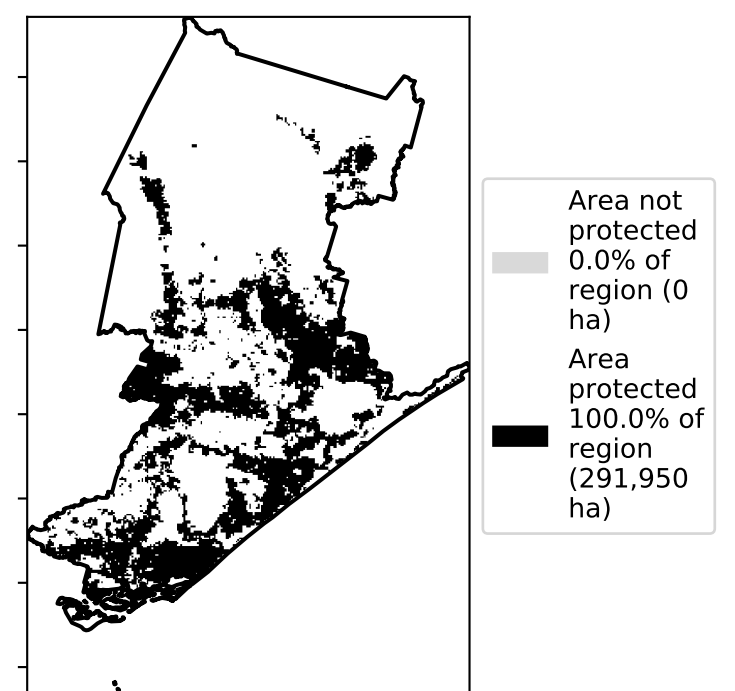 Area not
protected
0.0% of
region (0
ha)
Area
protected
100.0% of
region
(291,950
ha)